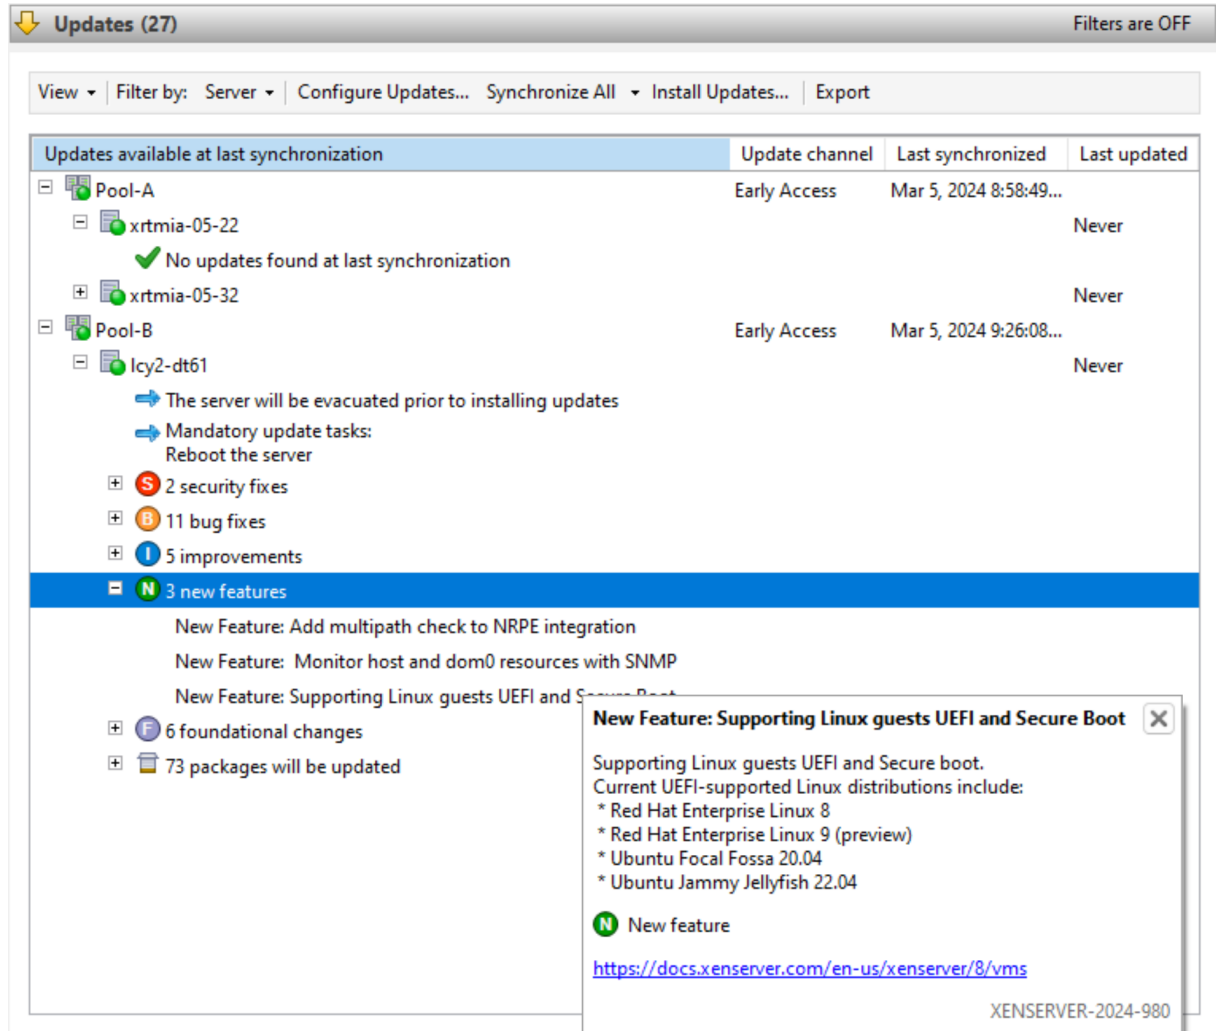 Updates (27) Filters are OFF
View Filter by: Server Configure Updates... Synchronize All Install Updates... Export
Updates available at last synchronization Update channel Last synchronized Last updated
Pool-A Early Access Mar 5, 2024 8:58:49...
xrtmia-05-22 Never
No updates found at last synchronization
xrtmia-05-32 Never
Pool-B Early Access Mar 5, 2024 9:26:08...
lcy2-dt61 Never
The server will be evacuated prior to installing updates
Mandatory update tasks:
Reboot the server
S 2 security fixes
B 11 bug fixes
I 5 improvements
N 3 new features
New Feature: Add multipath check to NRPE integration
New Feature:  Monitor host and dom0 resources with SNMP
New Feature: Supporting Linux guests UEFI and Secure Boot
F 6 foundational changes
73 packages will be updated
New Feature: Supporting Linux guests UEFI and Secure Boot
Supporting Linux guests UEFI and Secure boot.
Current UEFI-supported Linux distributions include:
* Red Hat Enterprise Linux 8
* Red Hat Enterprise Linux 9 (preview)
* Ubuntu Focal Fossa 20.04
* Ubuntu Jammy Jellyfish 22.04
N New feature
https://docs.xenserver.com/en-us/xenserver/8/vms
XENSERVER-2024-980